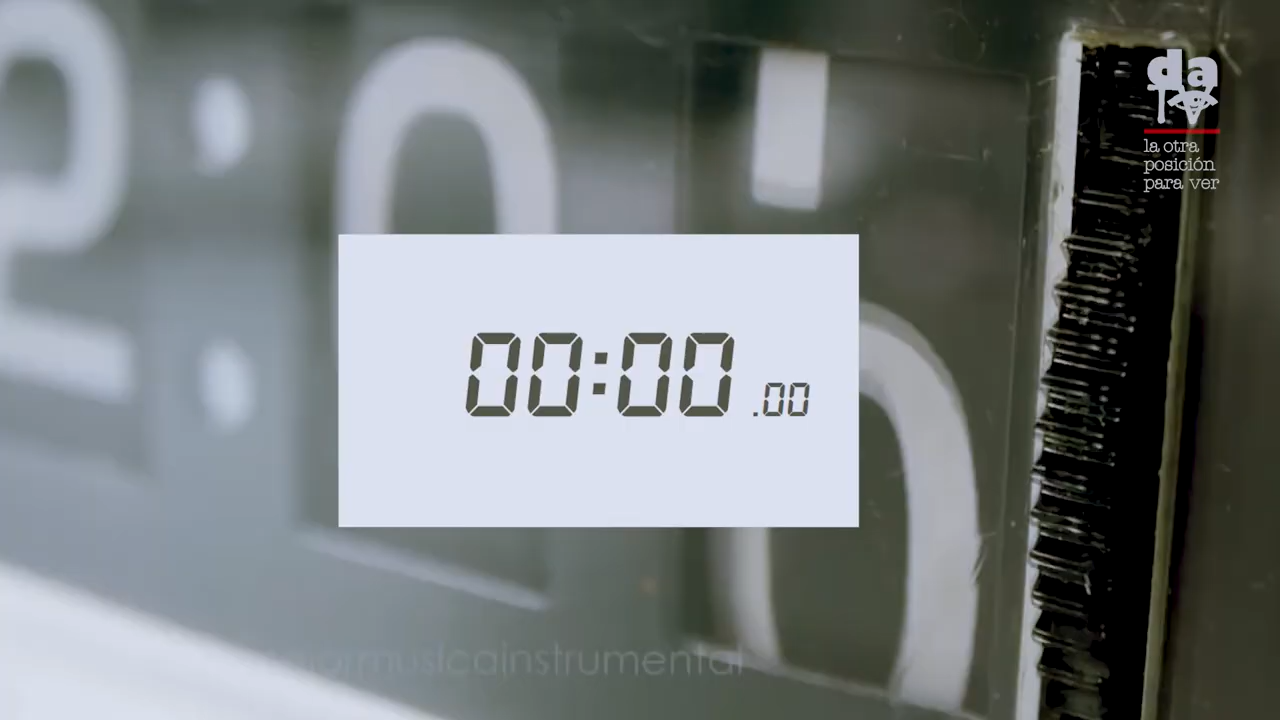 da
la otra
posición
para ver
00:00 .00